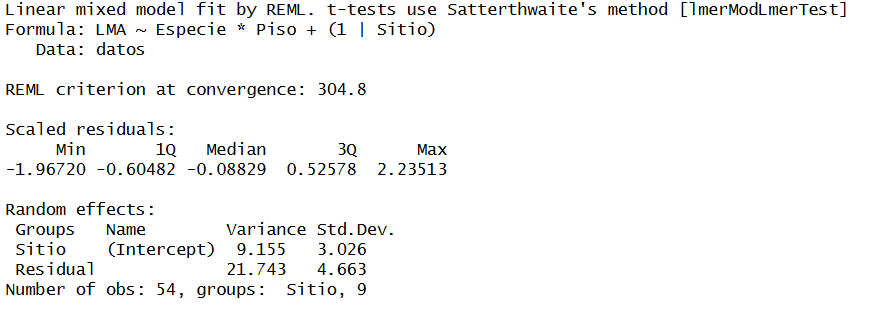 Linear mixed model fit by REML. t-tests use Satterthwaite's method [lmerModLmerTest]
Formula: LMA ~ Especie * Piso + (1 | Sitio)
   Data: datos

REML criterion at convergence: 304.8

Scaled residuals:
     Min       1Q   Median       3Q      Max
-1.96720 -0.60482 -0.08829  0.52578  2.23513

Random effects:
 Groups   Name        Variance Std.Dev.
 Sitio    (Intercept)  9.155   3.026
 Residual             21.743   4.663
Number of obs: 54, groups:  Sitio, 9